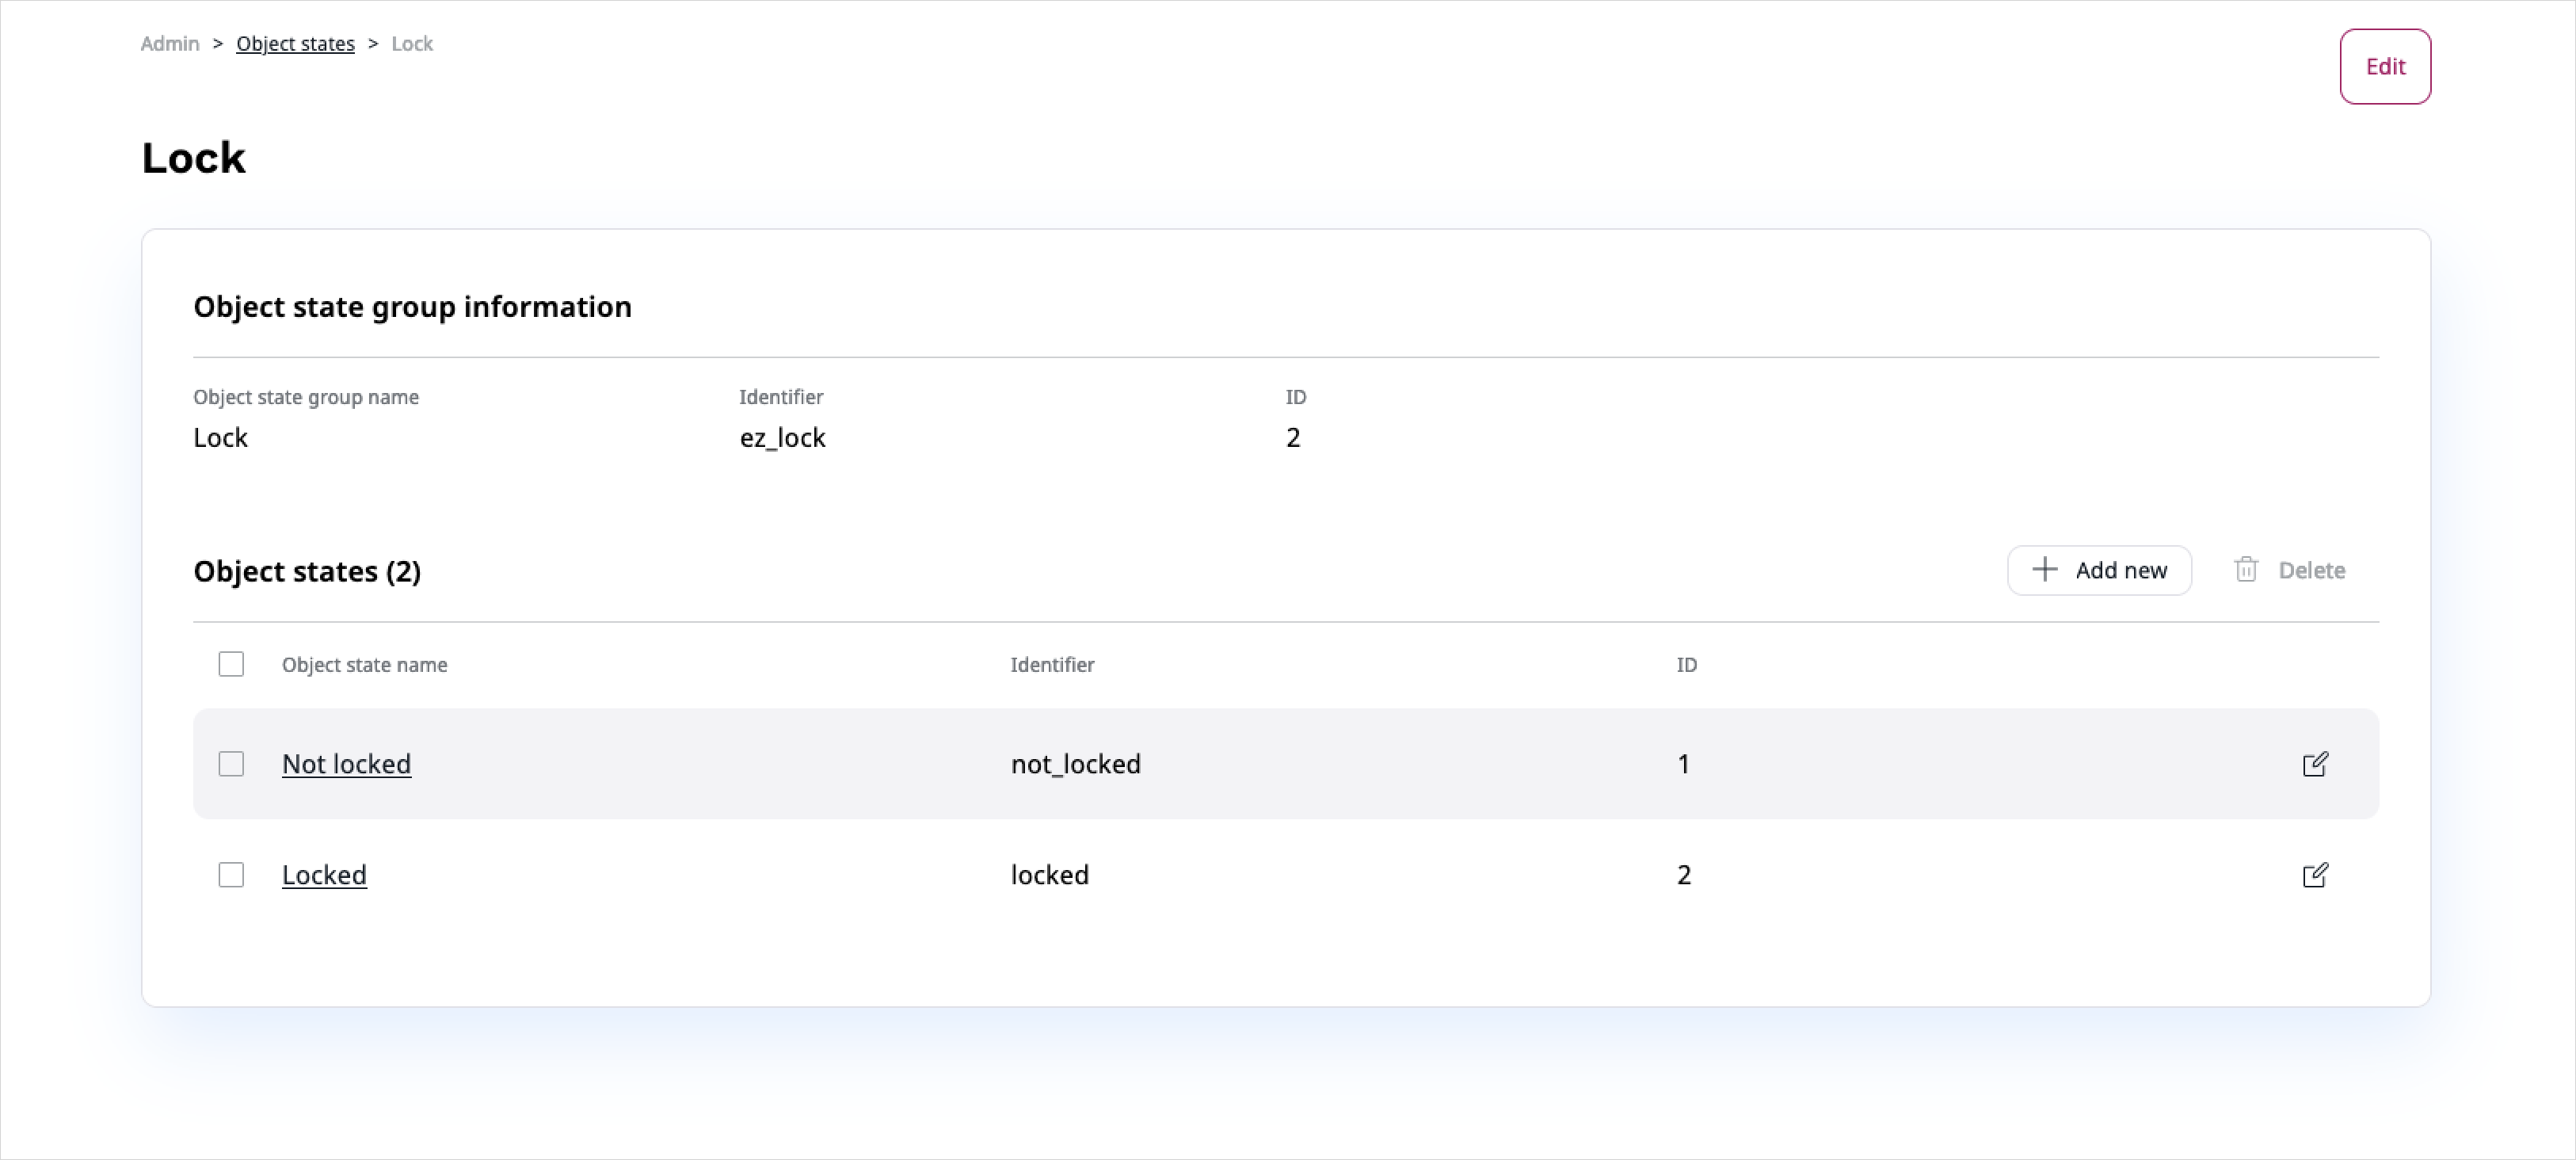 Admin > Object states > Lock
Edit
Lock
Object state group information
Object state group name Identifier ID
Lock ez_lock 2
Object states (2) Add new Delete
Object state name Identifier ID
Not locked not_locked 1
Locked locked 2